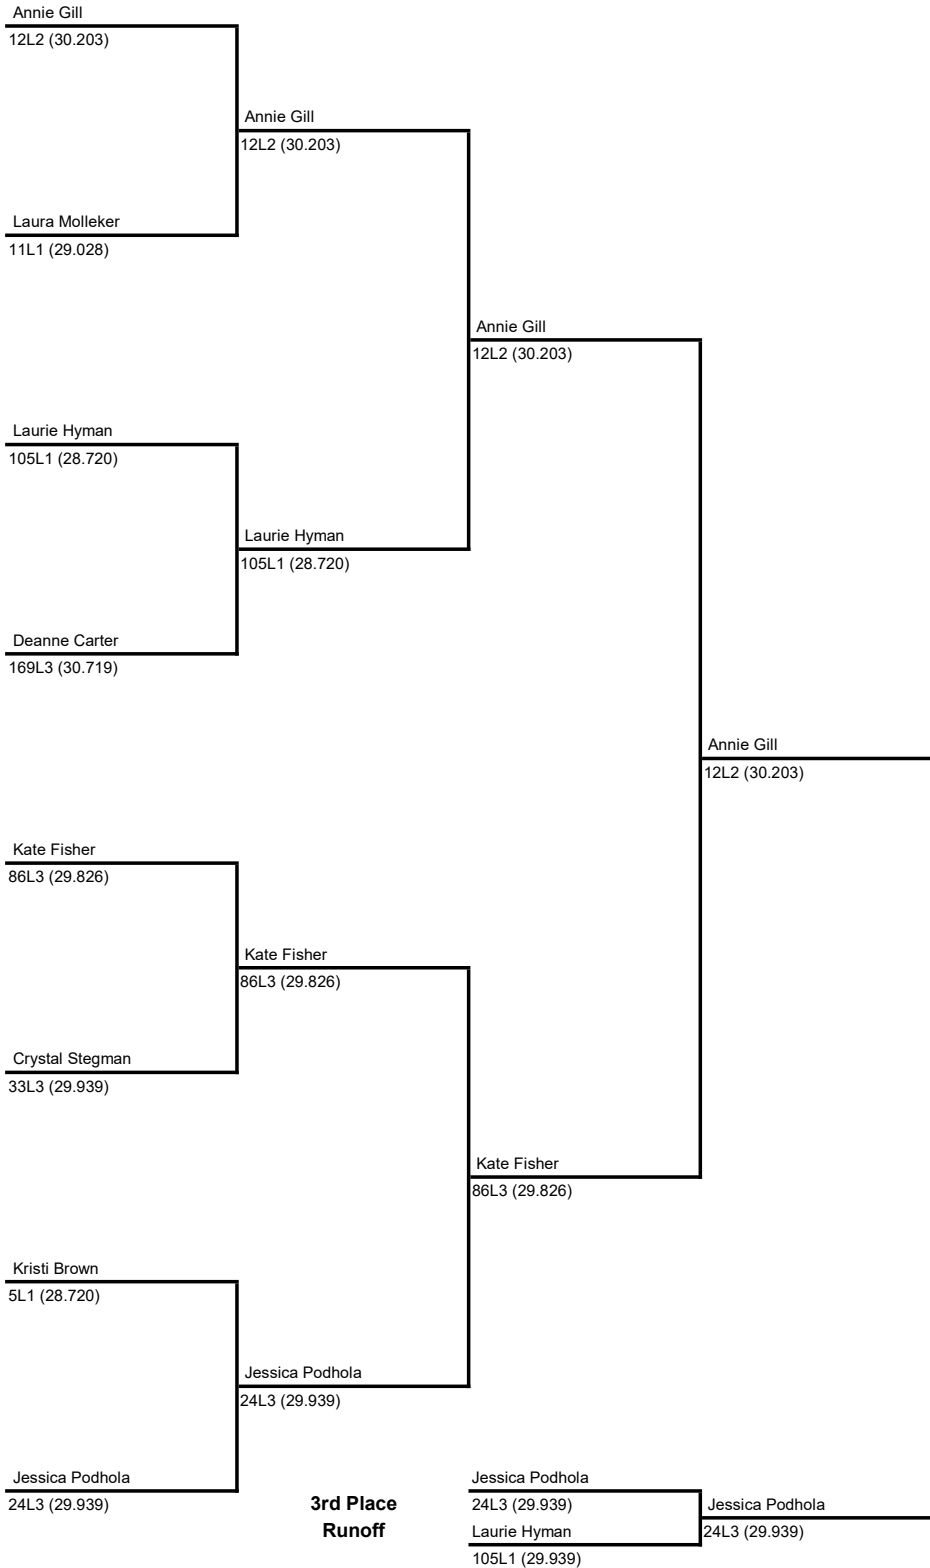 Annie Gill
12L2 (30.203)
Annie Gill
12L2 (30.203)
Laura Molleker
11L1 (29.028)
Annie Gill
12L2 (30.203)
Laurie Hyman
105L1 (28.720)
Laurie Hyman
105L1 (28.720)
Deanne Carter
169L3 (30.719)
Annie Gill
12L2 (30.203)
Kate Fisher
86L3 (29.826)
Kate Fisher
86L3 (29.826)
Crystal Stegman
33L3 (29.939)
Kate Fisher
86L3 (29.826)
Kristi Brown
5L1 (28.720)
Jessica Podhola
24L3 (29.939)
Jessica Podhola
24L3 (29.939)
3rd Place
Runoff
Jessica Podhola
24L3 (29.939)
Laurie Hyman
105L1 (29.939)
Jessica Podhola
24L3 (29.939)